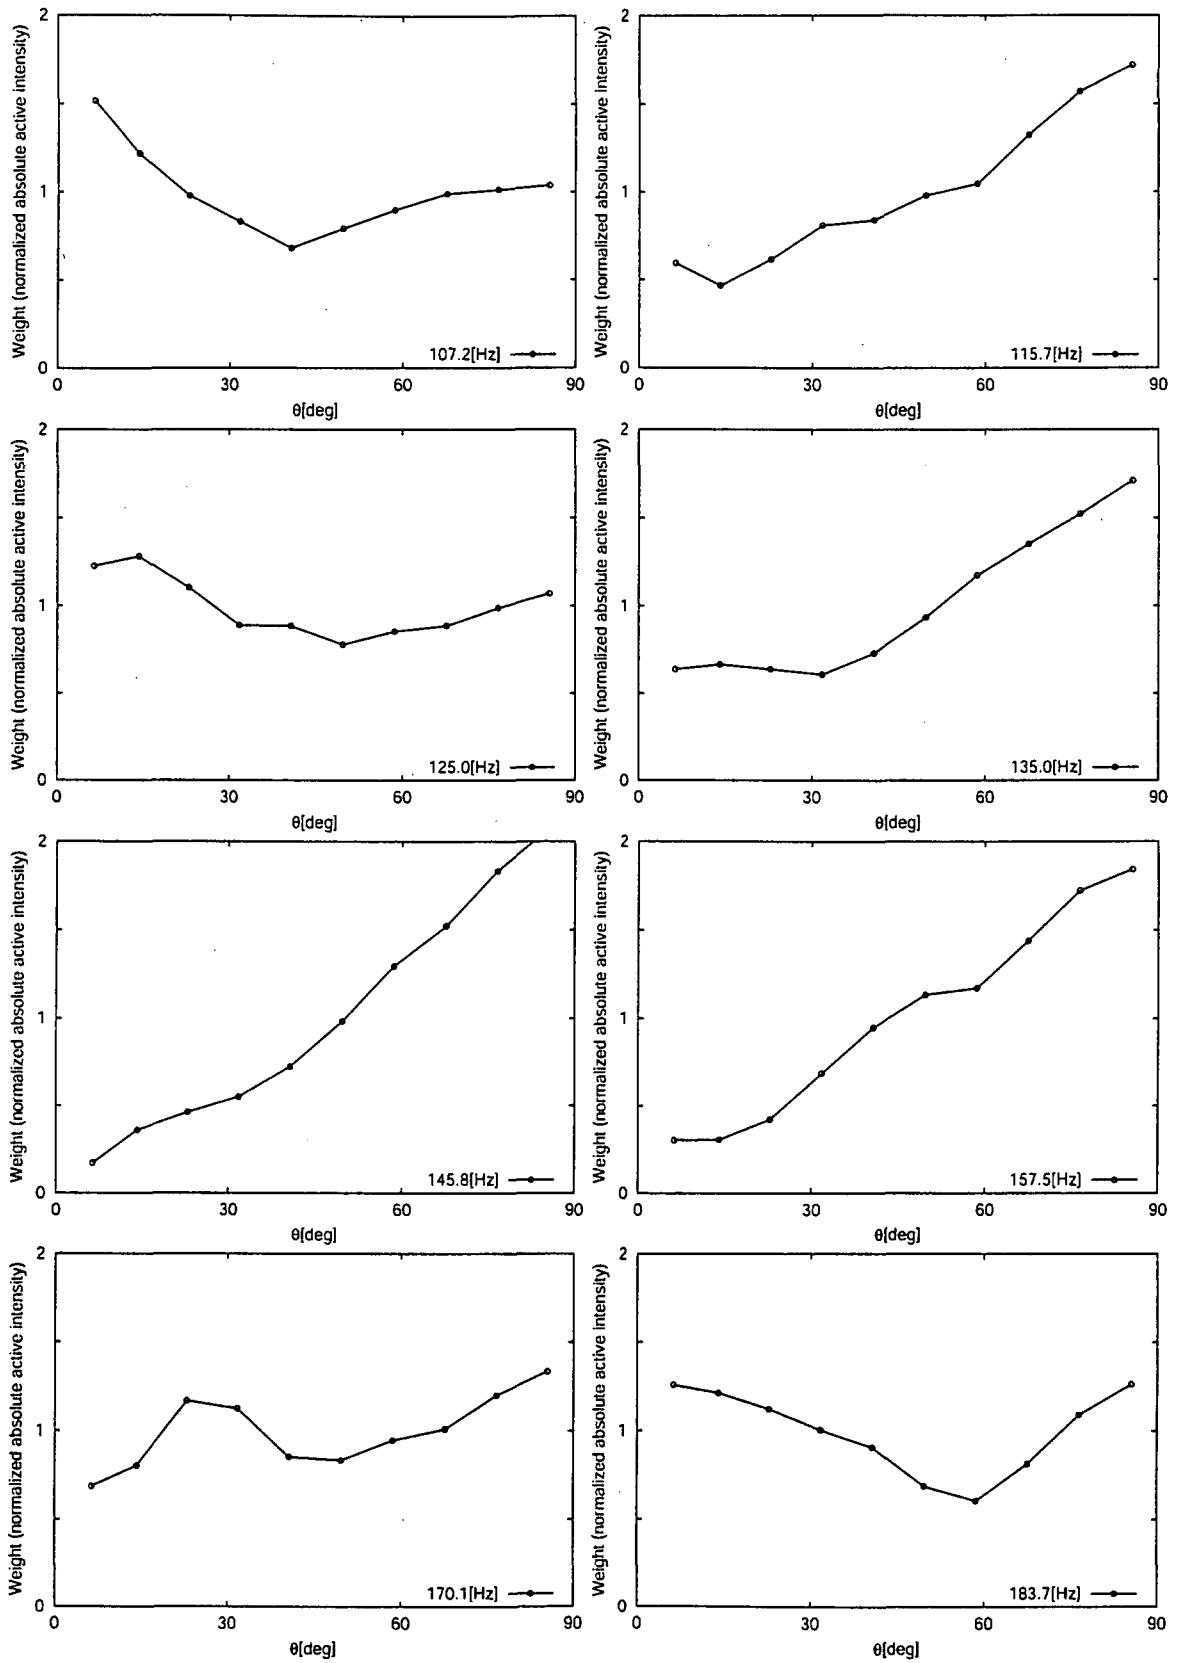 Weight (normalized absolute active intensity)
2
1
0
107.2[Hz]
0 30 60 90
θ[deg]
Weight (normalized absolute active intensity)
2
1
0
115.7[Hz]
0 30 60 90
θ[deg]
Weight (normalized absolute active intensity)
2
1
0
125.0[Hz]
0 30 60 90
θ[deg]
Weight (normalized absolute active intensity)
2
1
0
135.0[Hz]
0 30 60 90
θ[deg]
Weight (normalized absolute active intensity)
2
1
0
145.8[Hz]
0 30 60 90
θ[deg]
Weight (normalized absolute active intensity)
2
1
0
157.5[Hz]
0 30 60 90
θ[deg]
Weight (normalized absolute active intensity)
2
1
0
170.1[Hz]
0 30 60 90
θ[deg]
Weight (normalized absolute active intensity)
2
1
0
183.7[Hz]
0 30 60 90
θ[deg]